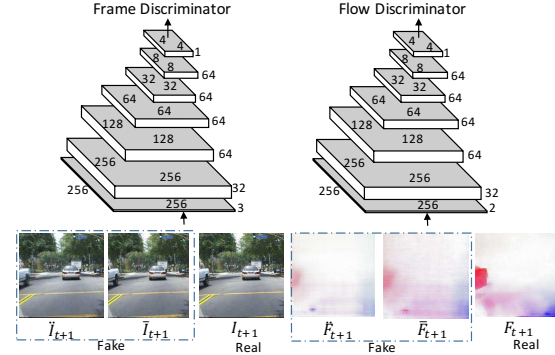 Frame Discriminator
Flow Discriminator
4 4 1
4 4 1
8 8 64
8 8 64
32 32 64
32 32 64
64 64 64
64 64 64
128 128 64
128 128 64
256 256 32
256 256 32
256 256 3
256 256 2
Ï_{t+1} Ī_{t+1} I_{t+1} F̈_{t+1} F̄_{t+1} F_{t+1}
Fake Real Fake Real